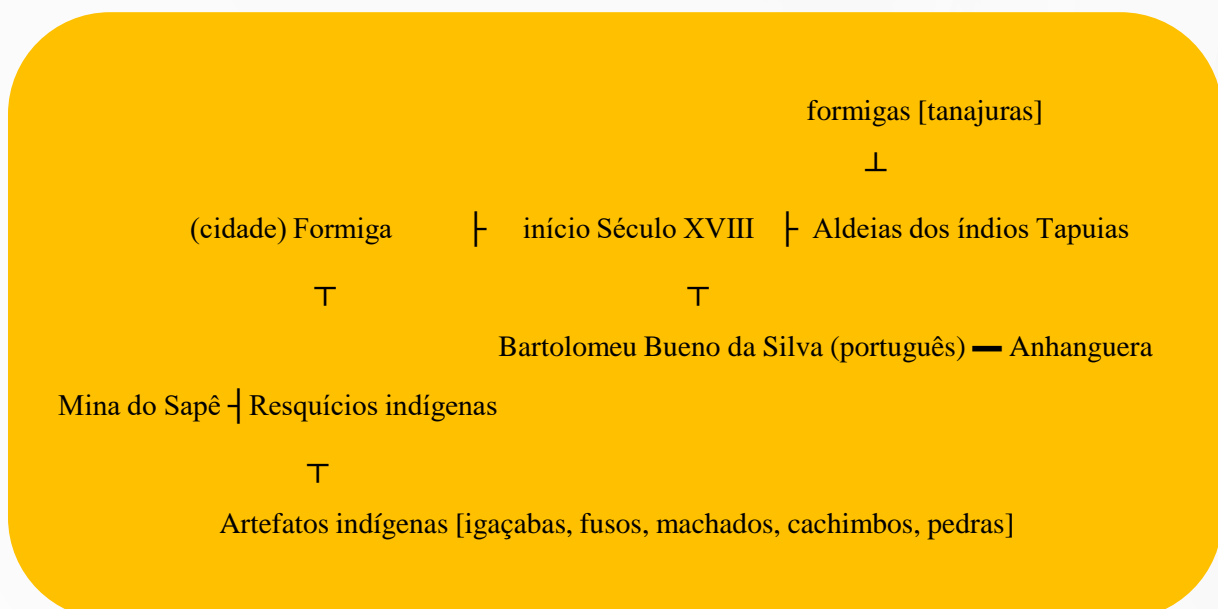 formigas [tanajuras]
⊥
(cidade) Formiga ├ início Século XVIII ├ Aldeias dos índios Tapuias
┬ ┬
Bartolomeu Bueno da Silva (português) ━ Anhanguera
Mina do Sapê ┤ Resquícios indígenas
┬
Artefatos indígenas [igaçabas, fusos, machados, cachimbos, pedras]